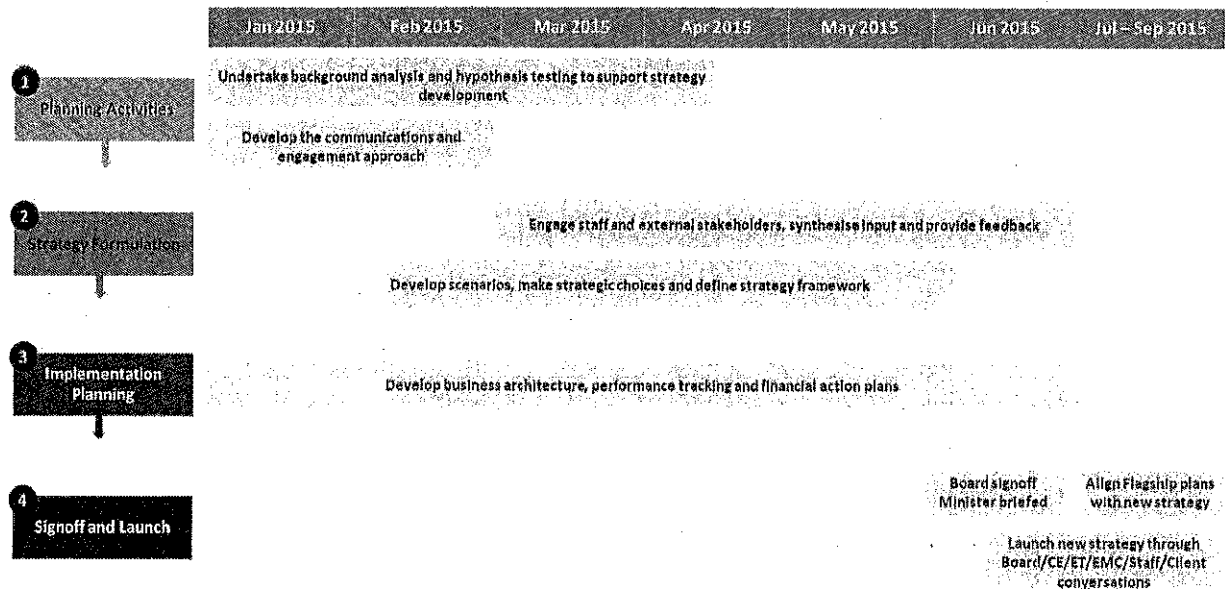 Jan 2015 Feb 2015 Mar 2015 Apr 2015 May 2015 Jun 2015 Jul – Sep 2015
1
Planning Activities
Undertake background analysis and hypothesis testing to support strategy
development
Develop the communications and
engagement approach
2
Strategy Formulation
Engage staff and external stakeholders, synthesise input and provide feedback
Develop scenarios, make strategic choices and define strategy framework
3
Implementation
Planning
Develop business architecture, performance tracking and financial action plans
4
Signoff and Launch
Board signoff
Minister briefed
Align Flagship plans
with new strategy
Launch new strategy through
Board/CE/ET/EMC/Staff/Client
conversations